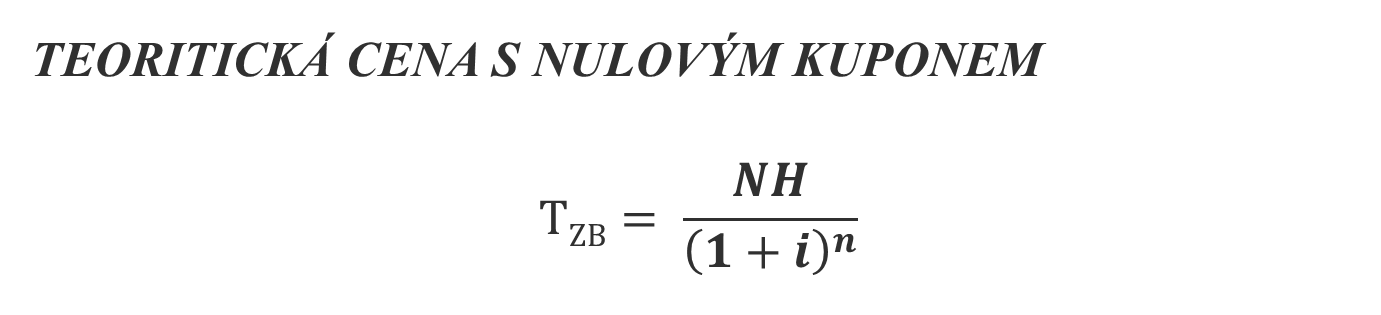 TEORITICKÁ CENA S NULOVÝM KUPONEM
T_ZB = NH / (1 + i)^n